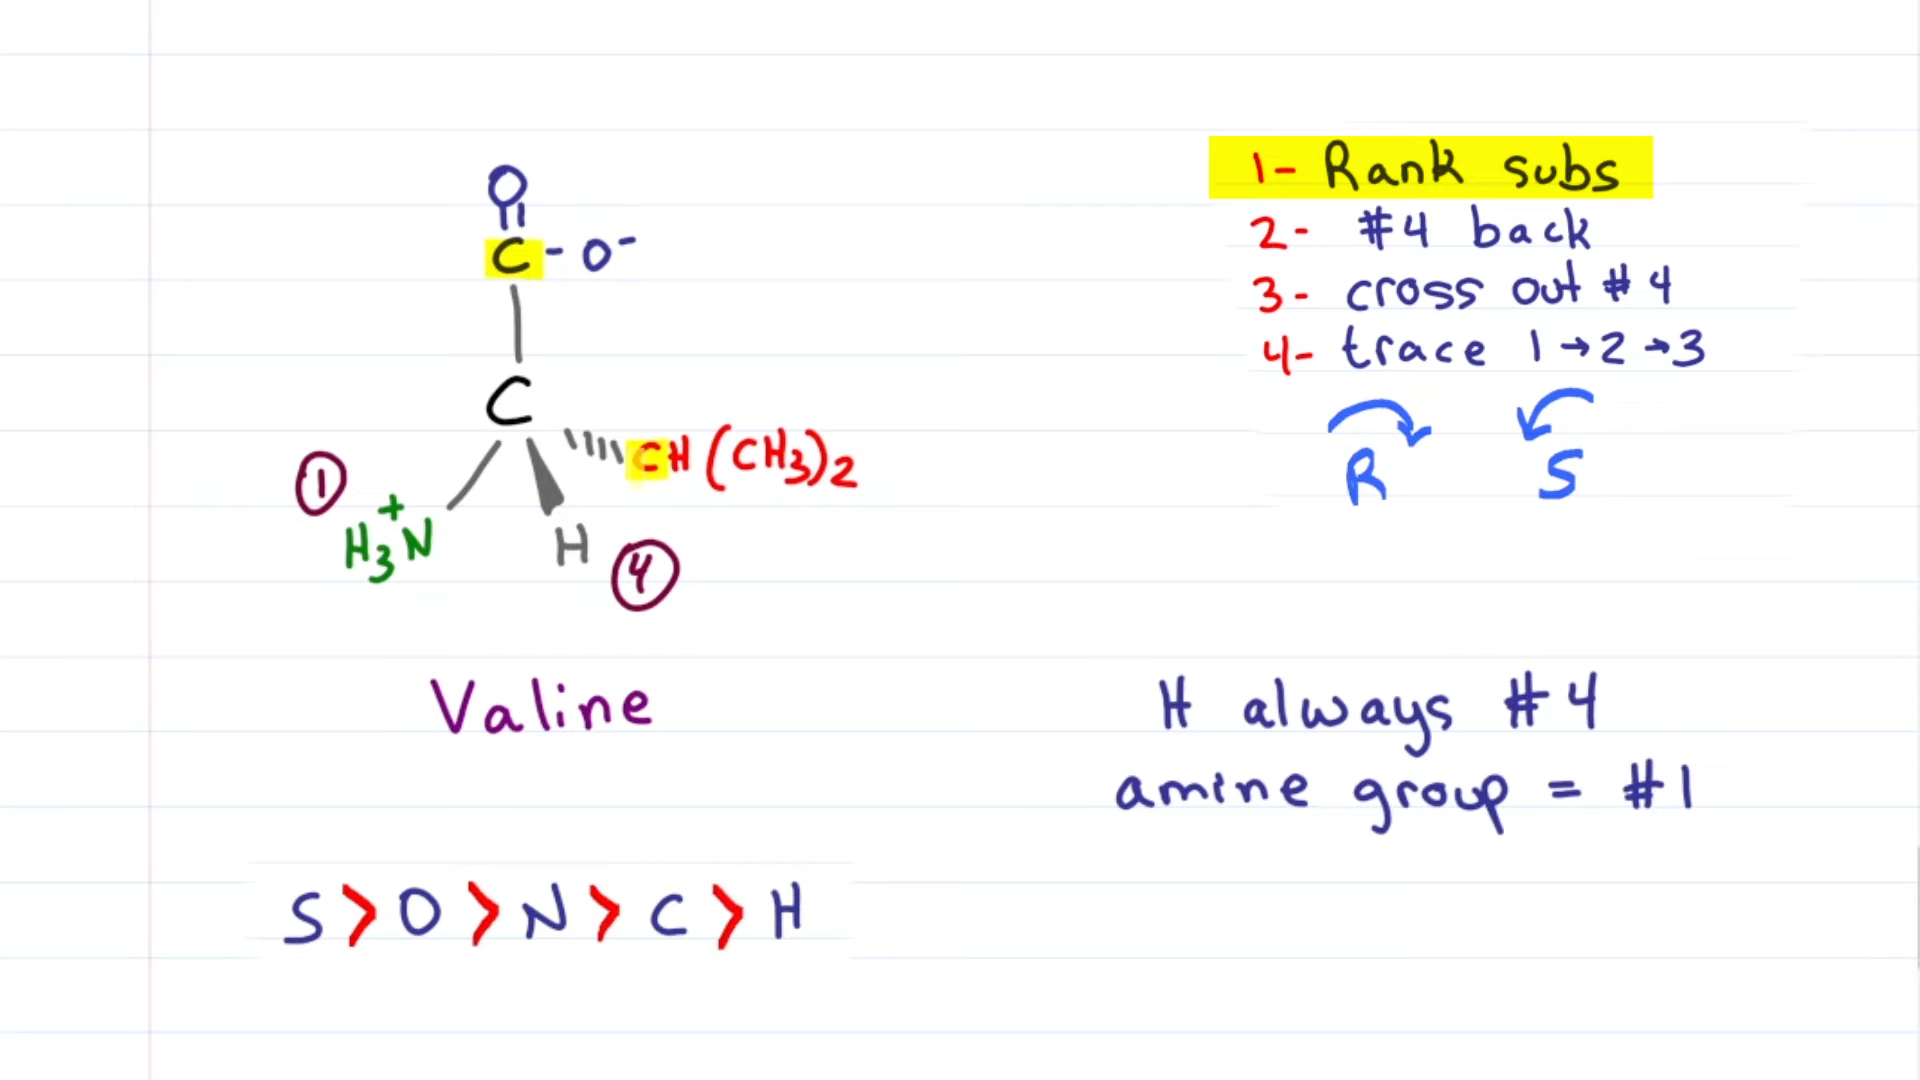 O
C - O⁻
C
CH(CH3)2
1
H3N+
H
4
Valine
S > O > N > C > H
1- Rank subs
2- #4 back
3- cross out #4
4- trace 1→2→3
R S
H always #4
amine group = #1